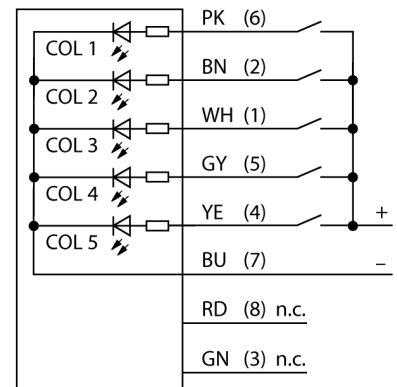 PK (6)
COL 1
BN (2)
COL 2
WH (1)
COL 3
GY (5)
COL 4
YE (4)
+
COL 5
BU (7)
–
RD (8) n.c.
GN (3) n.c.